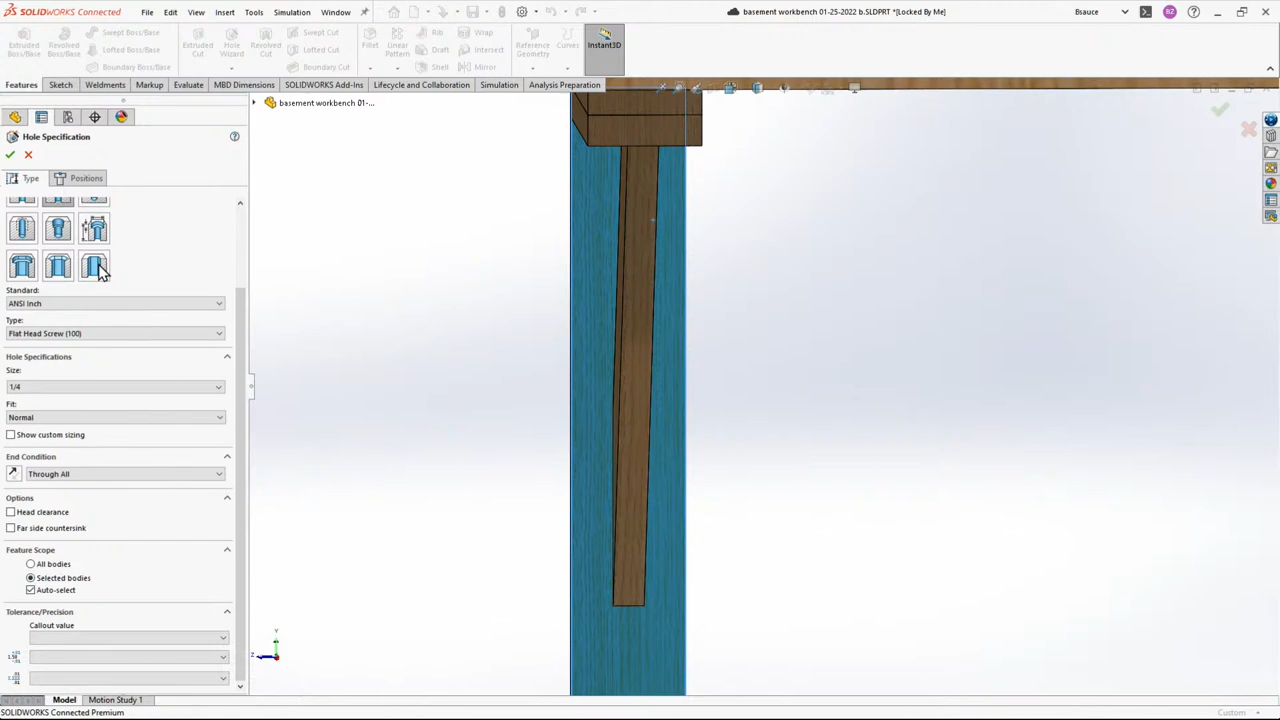 SOLIDWORKS Connected
File
Edit
View
Insert
Tools
Simulation
Window
basement workbench 01-25-2022 b.SLDPRT *[Locked By Me]
Bsauce
BZ
Extruded Boss/Base
Revolved Boss/Base
Swept Boss/Base
Lofted Boss/Base
Boundary Boss/Base
Extruded Cut
Hole Wizard
Revolved Cut
Swept Cut
Lofted Cut
Boundary Cut
Fillet
Linear Pattern
Rib
Draft
Shell
Wrap
Intersect
Mirror
Reference Geometry
Curves
Instant3D
Features
Sketch
Weldments
Markup
Evaluate
MBD Dimensions
SOLIDWORKS Add-Ins
Lifecycle and Collaboration
Simulation
Analysis Preparation
basement workbench 01-...
Hole Specification
Type
Positions
Standard:
ANSI Inch
Type:
Flat Head Screw (100)
Hole Specifications
Size:
1/4
Fit:
Normal
Show custom sizing
End Condition
Through All
Options
Head clearance
Far side countersink
Feature Scope
All bodies
Selected bodies
Auto-select
Tolerance/Precision
Callout value
Y
Z
Model
Motion Study 1
SOLIDWORKS Connected Premium
Custom